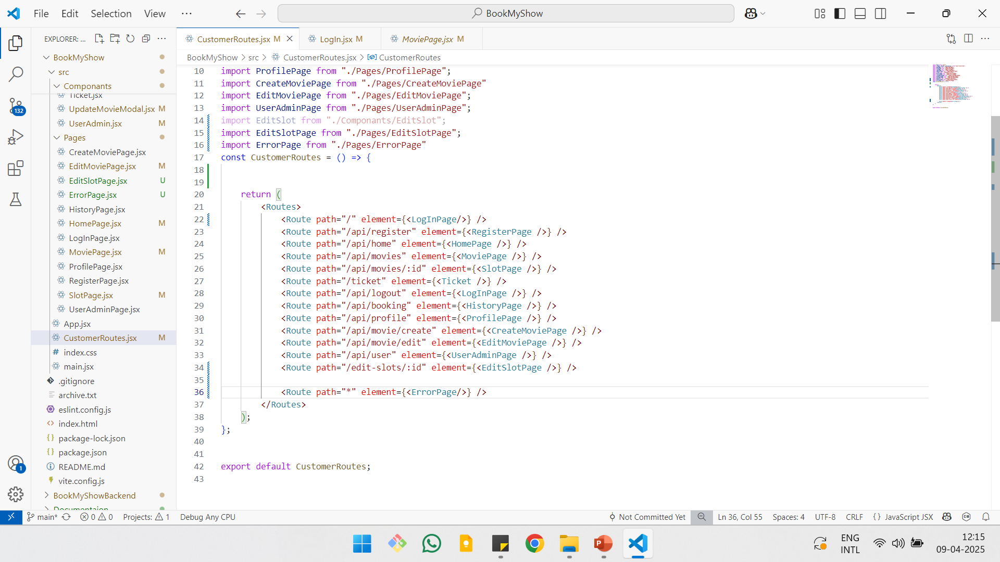 File Edit Selection View ···
BookMyShow
EXPLORER: ...
CustomerRoutes.jsx M
LogIn.jsx M
MoviePage.jsx M
BookMyShow > src > CustomerRoutes.jsx > CustomerRoutes
BookMyShow
src
Componants
Ticket.jsx
UpdateMovieModal.jsx M
UserAdmin.jsx M
Pages
CreateMoviePage.jsx
EditMoviePage.jsx M
EditSlotPage.jsx U
ErrorPage.jsx U
HistoryPage.jsx
HomePage.jsx M
LogInPage.jsx
MoviePage.jsx M
ProfilePage.jsx
RegisterPage.jsx
SlotPage.jsx M
UserAdminPage.jsx
App.jsx
CustomerRoutes.jsx M
index.css
main.jsx
.gitignore
archive.txt
eslint.config.js
index.html
package-lock.json
package.json
README.md
vite.config.js
BookMyShowBackend
Documentaion
132
1
10 import ProfilePage from "./Pages/ProfilePage";
11 import CreateMoviePage from "./Pages/CreateMoviePage"
12 import EditMoviePage from "./Pages/EditMoviePage";
13 import UserAdminPage from "./Pages/UserAdminPage";
14 import EditSlot from "./Componants/EditSlot";
15 import EditSlotPage from "./Pages/EditSlotPage";
16 import ErrorPage from "./Pages/ErrorPage"
17 const CustomerRoutes = () => {
18
19
20 return (
21 <Routes>
22 <Route path="/" element={<LogInPage/>} />
23 <Route path="/api/register" element={<RegisterPage />} />
24 <Route path="/api/home" element={<HomePage />} />
25 <Route path="/api/movies" element={<MoviePage />} />
26 <Route path="/api/movies/:id" element={<SlotPage />} />
27 <Route path="/ticket" element={<Ticket />} />
28 <Route path="/api/logout" element={<LogInPage />} />
29 <Route path="/api/booking" element={<HistoryPage />} />
30 <Route path="/api/profile" element={<ProfilePage />} />
31 <Route path="/api/movie/create" element={<CreateMoviePage />} />
32 <Route path="/api/movie/edit" element={<EditMoviePage />} />
33 <Route path="/api/user" element={<UserAdminPage />} />
34 <Route path="/edit-slots/:id" element={<EditSlotPage />} />
35
36 <Route path="*" element={<ErrorPage/>} />
37 </Routes>
38 );
39 };
40
41
42 export default CustomerRoutes;
43
main* 0 0 Projects: 1 Debug Any CPU
Not Committed Yet Ln 36, Col 55 Spaces: 4 UTF-8 CRLF {} JavaScript JSX
ENG
INTL
12:15
09-04-2025